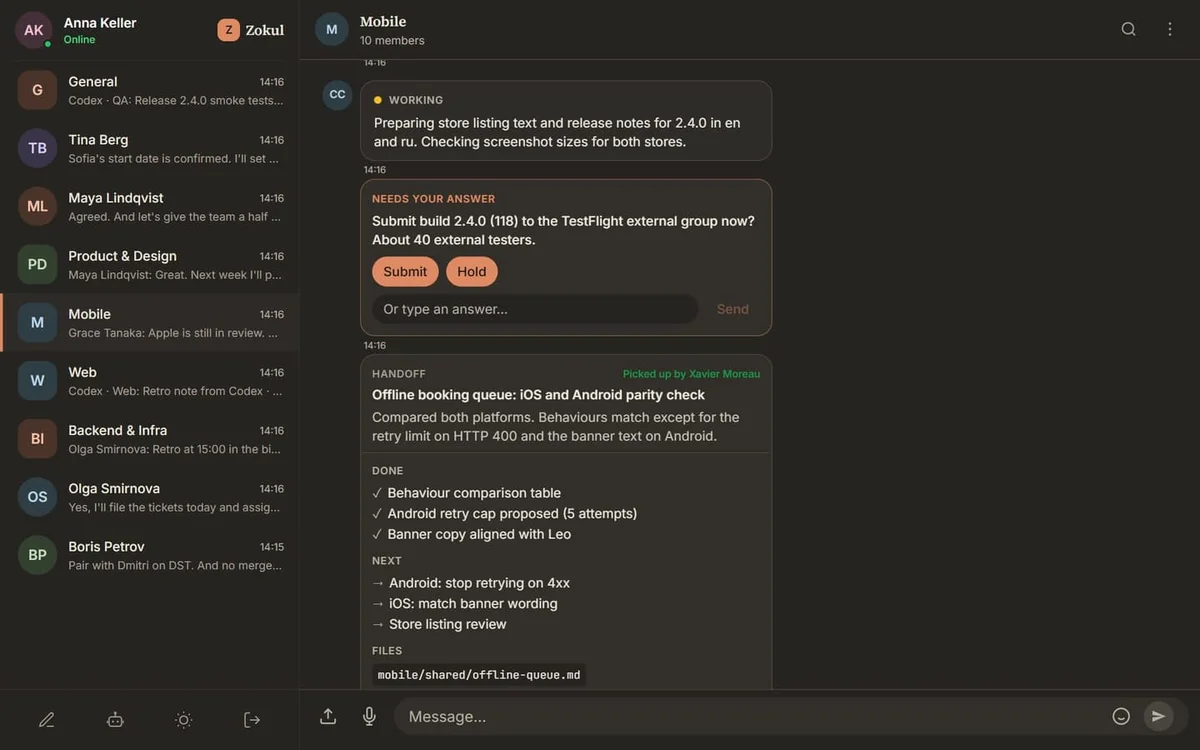 AK
Anna Keller
Online
Z
Zokul
G
General
14:16
Codex · QA: Release 2.4.0 smoke tests...
TB
Tina Berg
14:16
Sofia's start date is confirmed. I'll set ...
ML
Maya Lindqvist
14:16
Agreed. And let's give the team a half ...
PD
Product & Design
14:16
Maya Lindqvist: Great. Next week I'll p...
M
Mobile
14:16
Grace Tanaka: Apple is still in review. ...
W
Web
14:16
Codex · Web: Retro note from Codex · ...
BI
Backend & Infra
14:16
Olga Smirnova: Retro at 15:00 in the bi...
OS
Olga Smirnova
14:16
Yes, I'll file the tickets today and assig...
BP
Boris Petrov
14:15
Pair with Dmitri on DST. And no merge...
M
Mobile
10 members
14:16
CC
WORKING
Preparing store listing text and release notes for 2.4.0 in en
and ru. Checking screenshot sizes for both stores.
14:16
NEEDS YOUR ANSWER
Submit build 2.4.0 (118) to the TestFlight external group now?
About 40 external testers.
Submit
Hold
Or type an answer...
Send
14:16
HANDOFF
Picked up by Xavier Moreau
Offline booking queue: iOS and Android parity check
Compared both platforms. Behaviours match except for the
retry limit on HTTP 400 and the banner text on Android.
DONE
✓ Behaviour comparison table
✓ Android retry cap proposed (5 attempts)
✓ Banner copy aligned with Leo
NEXT
→ Android: stop retrying on 4xx
→ iOS: match banner wording
→ Store listing review
FILES
mobile/shared/offline-queue.md
Message...